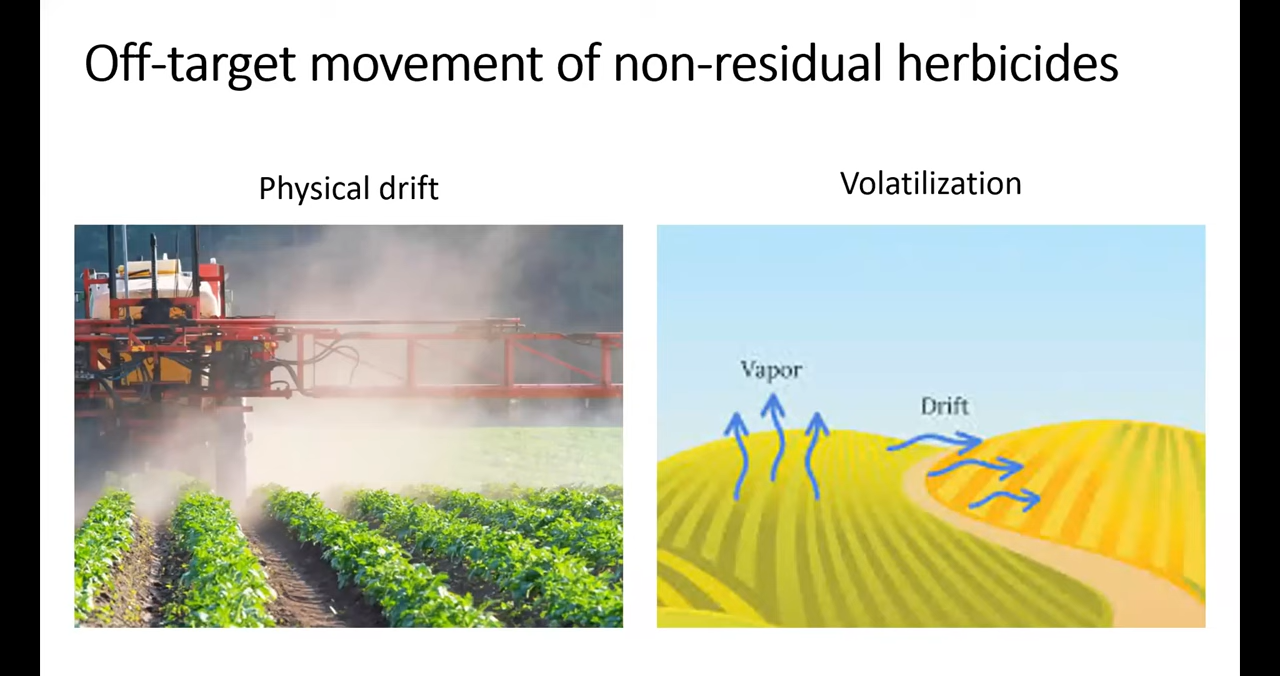 Off-target movement of non-residual herbicides
Physical drift
Volatilization
Vapor
Drift